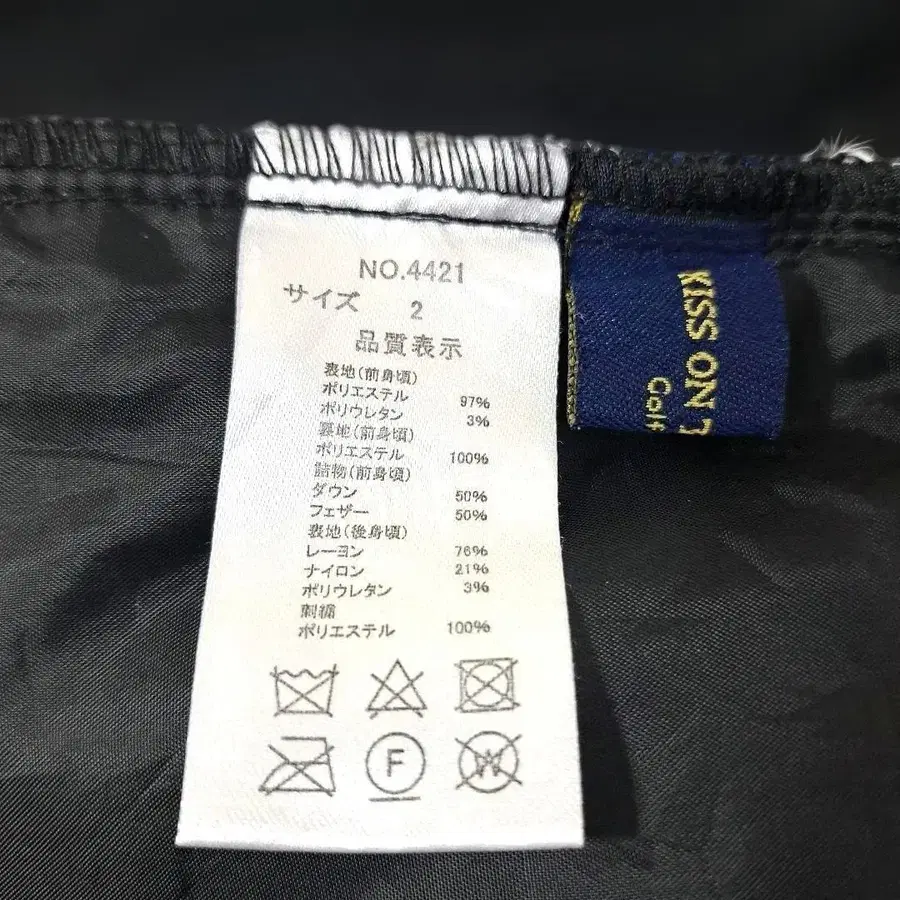 NO.4421
サイズ 2
品質表示
表地(前身頃)
ポリエステル 97%
ポリウレタン 3%
裏地(前身頃)
ポリエステル 100%
詰物(前身頃)
ダウン 50%
フェザー 50%
表地(後身頃)
レーヨン 76%
ナイロン 21%
ポリウレタン 3%
刺繍
ポリエステル 100%
F
W
KISS ON
Golf